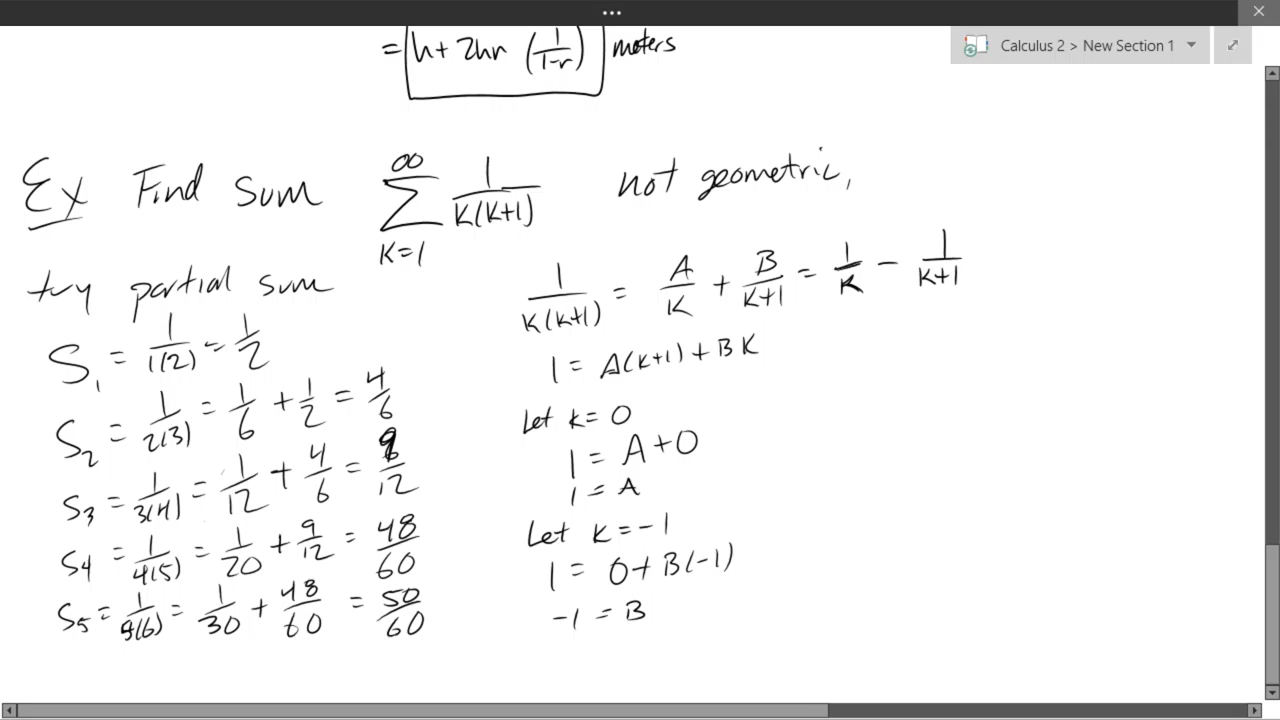 Calculus 2 > New Section 1
= h + 2hr (1/(1-r)) meters
Ex Find sum ∑_{K=1}^{∞} 1/(K(K+1)) not geometric,
try partial sum
S₁ = 1/(1(2)) = 1/2
S₂ = 1/(2(3)) = 1/6 + 1/2 = 4/6
S₃ = 1/(3(4)) = 1/12 + 4/6 = 9/12
S₄ = 1/(4(5)) = 1/20 + 9/12 = 48/60
S₅ = 1/(5(6)) = 1/30 + 48/60 = 50/60
1/(K(K+1)) = A/K + B/(K+1) = 1/K - 1/(K+1)
1 = A(K+1) + BK
Let K = 0
1 = A + 0
1 = A
Let K = -1
1 = 0 + B(-1)
-1 = B